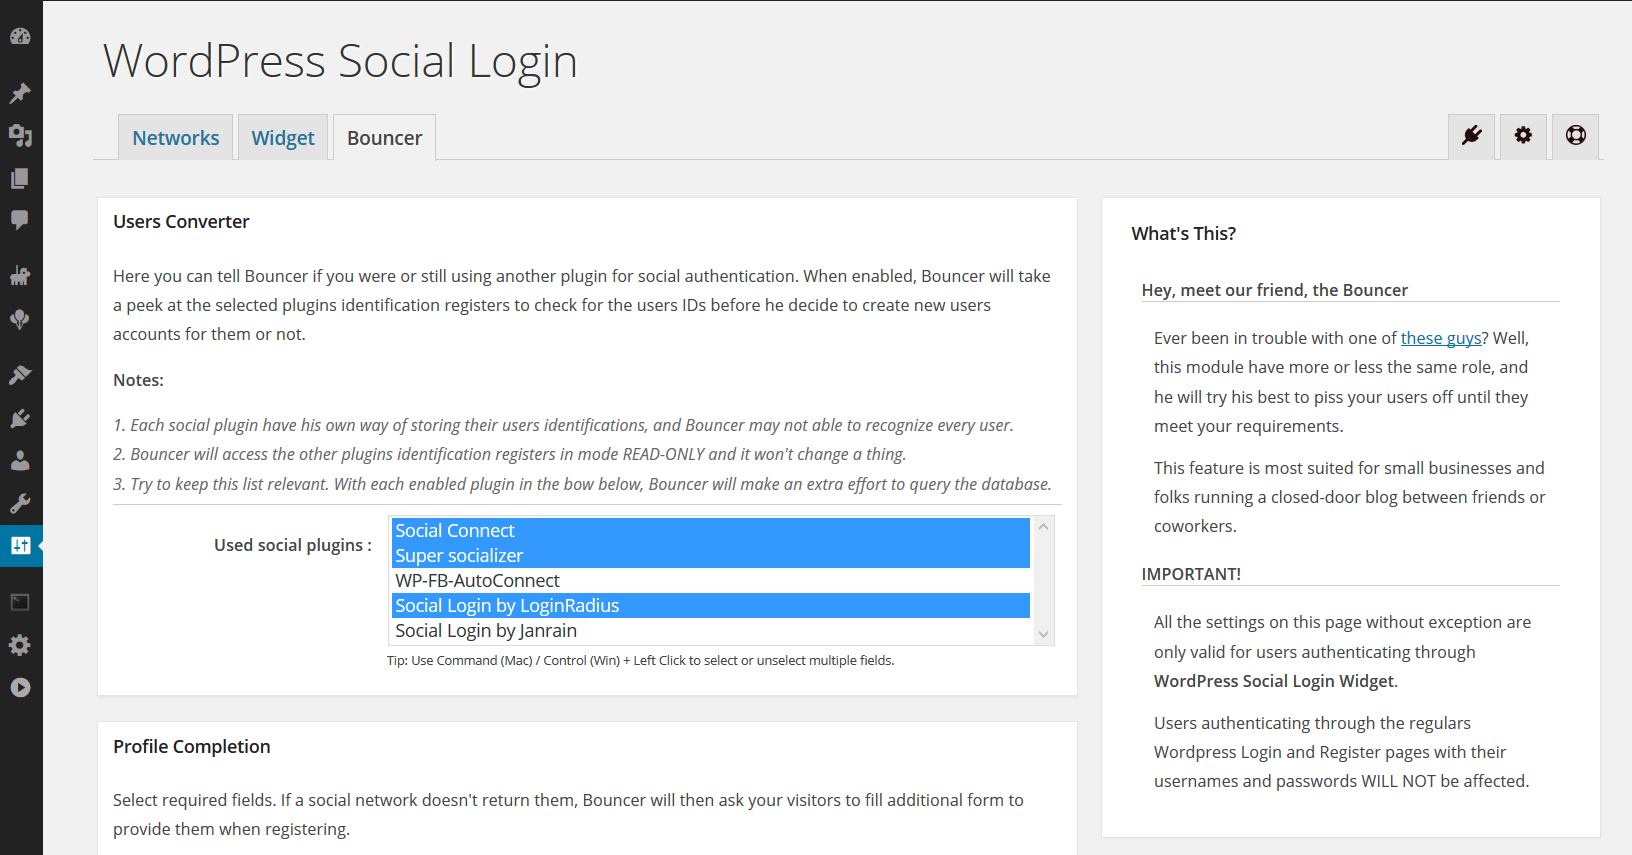 WordPress Social Login
Networks
Widget
Bouncer
Users Converter
Here you can tell Bouncer if you were or still using another plugin for social authentication. When enabled, Bouncer will take
a peek at the selected plugins identification registers to check for the users IDs before he decide to create new users
accounts for them or not.
Notes:
1. Each social plugin have his own way of storing their users identifications, and Bouncer may not able to recognize every user.
2. Bouncer will access the other plugins identification registers in mode READ-ONLY and it won't change a thing.
3. Try to keep this list relevant. With each enabled plugin in the bow below, Bouncer will make an extra effort to query the database.
Used social plugins :
Social Connect
Super socializer
WP-FB-AutoConnect
Social Login by LoginRadius
Social Login by Janrain
Tip: Use Command (Mac) / Control (Win) + Left Click to select or unselect multiple fields.
Profile Completion
Select required fields. If a social network doesn't return them, Bouncer will then ask your visitors to fill additional form to
provide them when registering.
What's This?
Hey, meet our friend, the Bouncer
Ever been in trouble with one of these guys? Well,
this module have more or less the same role, and
he will try his best to piss your users off until they
meet your requirements.
This feature is most suited for small businesses and
folks running a closed-door blog between friends or
coworkers.
IMPORTANT!
All the settings on this page without exception are
only valid for users authenticating through
WordPress Social Login Widget.
Users authenticating through the regulars
Wordpress Login and Register pages with their
usernames and passwords WILL NOT be affected.